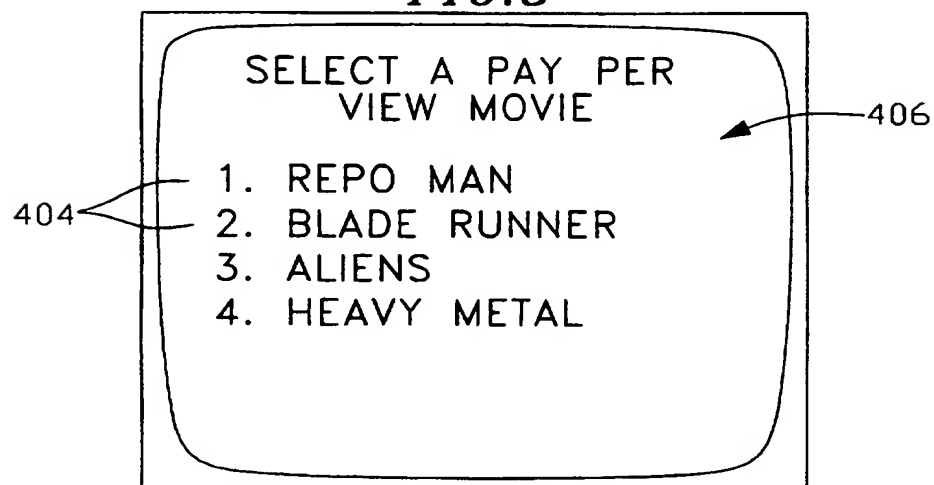 SELECT A PAY PER
VIEW MOVIE
406
1. REPO MAN
404
2. BLADE RUNNER
3. ALIENS
4. HEAVY METAL